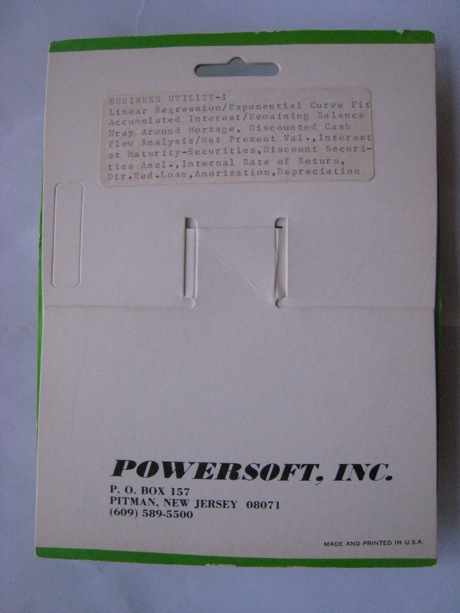 BUSINESS UTILITY-1
Linear Regression/Exponential Curve Fit
Accumulated Interest/Remaining Balance
Wrap Around Mortage, Discounted Cash
Flow Analysis/Net Present Val.,Interest
at Maturity-Securities,Discount Securi-
ties Anal.,Internal Rate of Return,
Dir.Red.Loan,Amorization,Depreciation
POWERSOFT, INC.
P. O. BOX 157
PITMAN, NEW JERSEY 08071
(609) 589-5500
MADE AND PRINTED IN U.S.A.